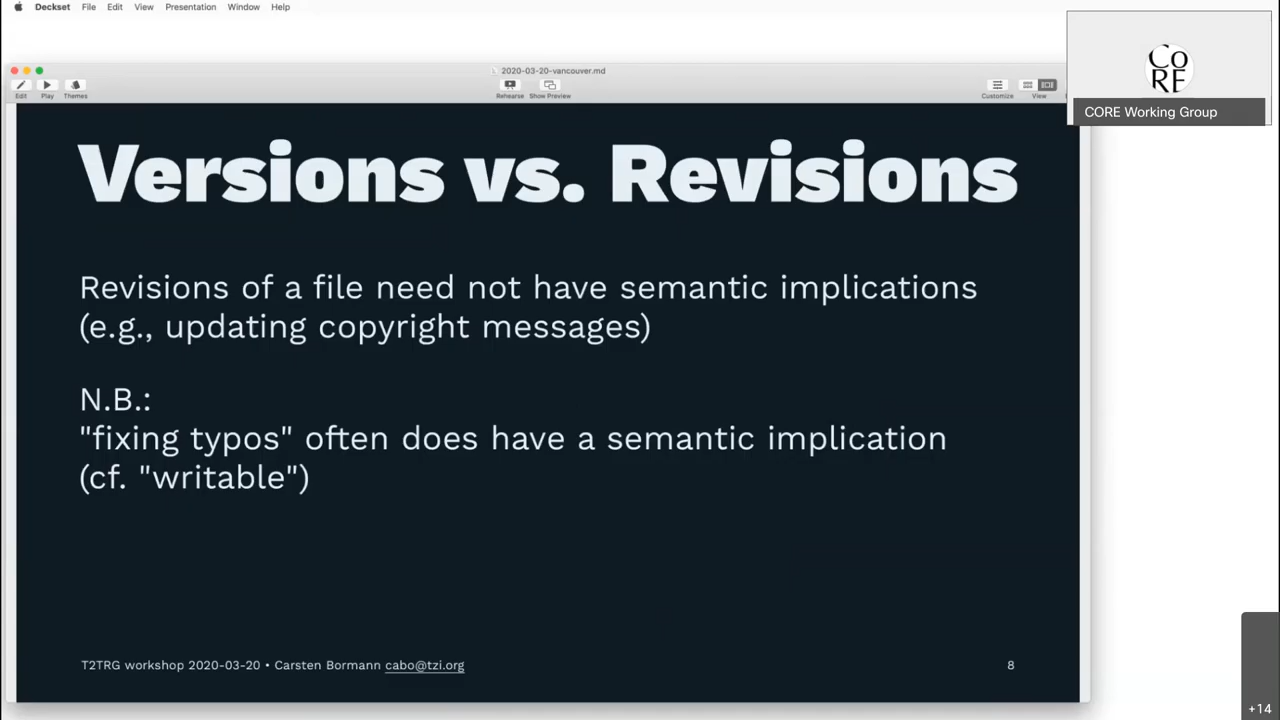 Deckset File Edit View Presentation Window Help
2020-03-20-vancouver.md
Edit Play Themes Rehearse Show Preview Customize View
CORE
CORE Working Group
Versions vs. Revisions
Revisions of a file need not have semantic implications
(e.g., updating copyright messages)
N.B.:
"fixing typos" often does have a semantic implication
(cf. "writable")
T2TRG workshop 2020-03-20 • Carsten Bormann cabo@tzi.org
8
+14